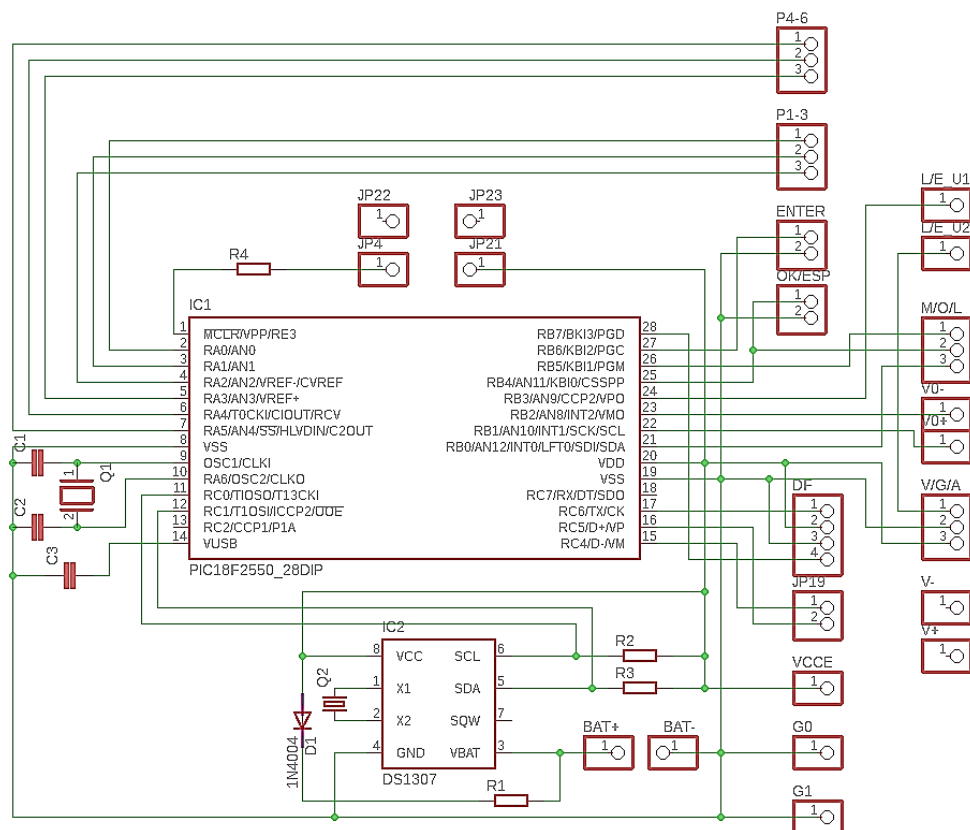 P4-6
1
2
3
P1-3
1
2
3
L/E_U1
1
JP22
1
JP23
1
ENTER
1
2
L/E_U2
1
JP4
1
JP21
1
R4
OK/ESP
1
2
IC1
M/O/L
1
2
3
1 MCLR/VPP/RE3 RB7/BKI3/PGD 28
2 RA0/AN0 RB6/KBI2/PGC 27
3 RA1/AN1 RB5/KBI1/PGM 26
4 RA2/AN2/VREF-/CVREF RB4/AN11/KBI0/CSSPP 25
5 RA3/AN3/VREF+ RB3/AN9/CCP2/VPO 24
6 RA4/T0CKI/CIOUT/RCV RB2/AN8/INT2/VMO 23
7 RA5/AN4/SS/HLVDIN/C2OUT RB1/AN10/INT1/SCK/SCL 22
8 VSS RB0/AN12/INT0/LFT0/SDI/SDA 21
9 OSC1/CLKI VDD 20
10 RA6/OSC2/CLKO VSS 19
11 RC0/TIOSO/T13CKI RC7/RX/DT/SDO 18
12 RC1/T1OSI/ICCP2/UOE RC6/TX/CK 17
13 RC2/CCP1/P1A RC5/D+/VP 16
14 VUSB RC4/D-/VM 15
PIC18F2550_28DIP
V0-
1
V0+
1
C1
1
Q1
2
C2
C3
DF
1
2
3
4
V/G/A
1
2
3
JP19
1
2
V-
1
V+
1
IC2
8 VCC SCL 6
1 X1 SDA 5
2 X2 SQW 7
4 GND VBAT 3
DS1307
Q2
R2
R3
VCCE
1
D1
1N4004
BAT+
1
BAT-
1
G0
1
R1
G1
1